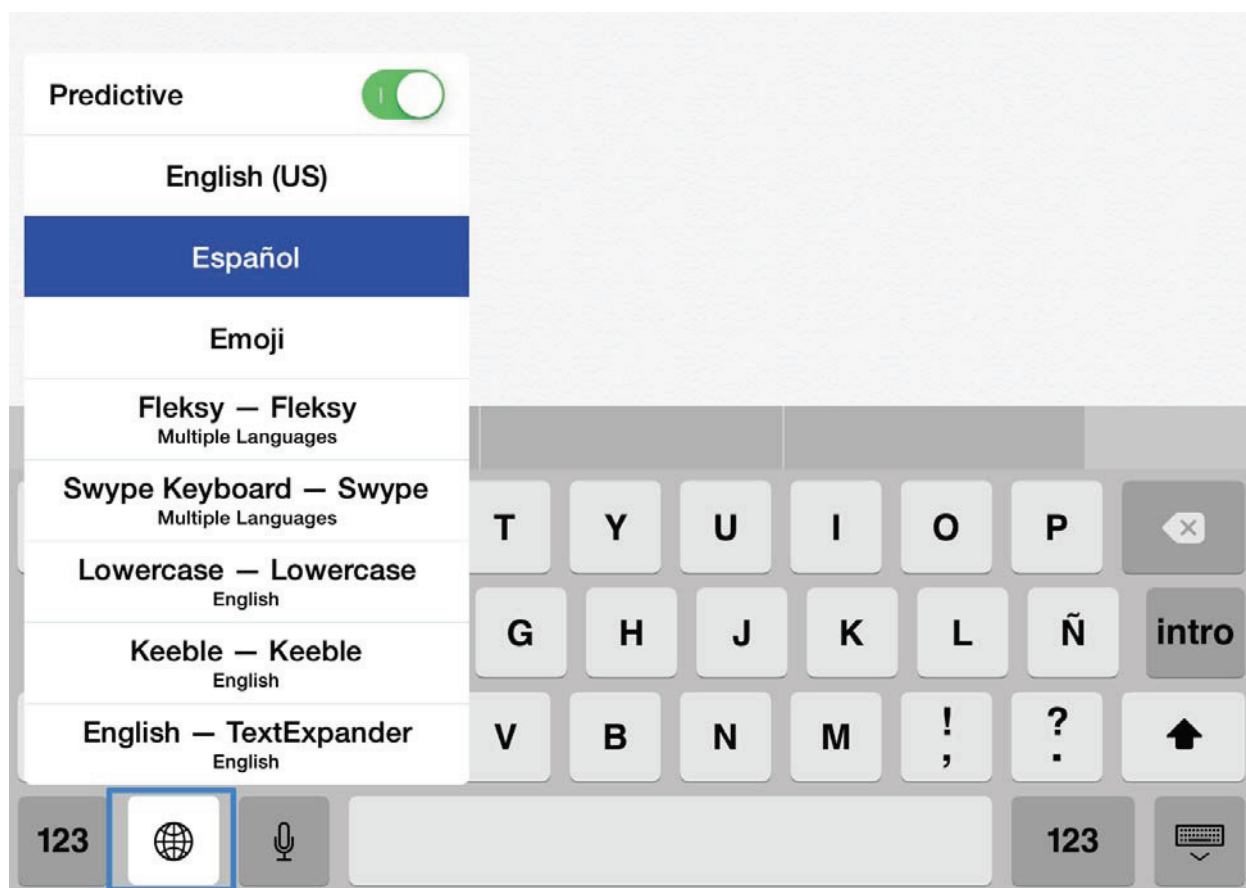 Predictive
English (US)
Español
Emoji
Fleksy — Fleksy
Multiple Languages
Swype Keyboard — Swype
Multiple Languages
Lowercase — Lowercase
English
Keeble — Keeble
English
English — TextExpander
English
T Y U I O P
G H J K L Ñ intro
V B N M ! , ? .
123 123